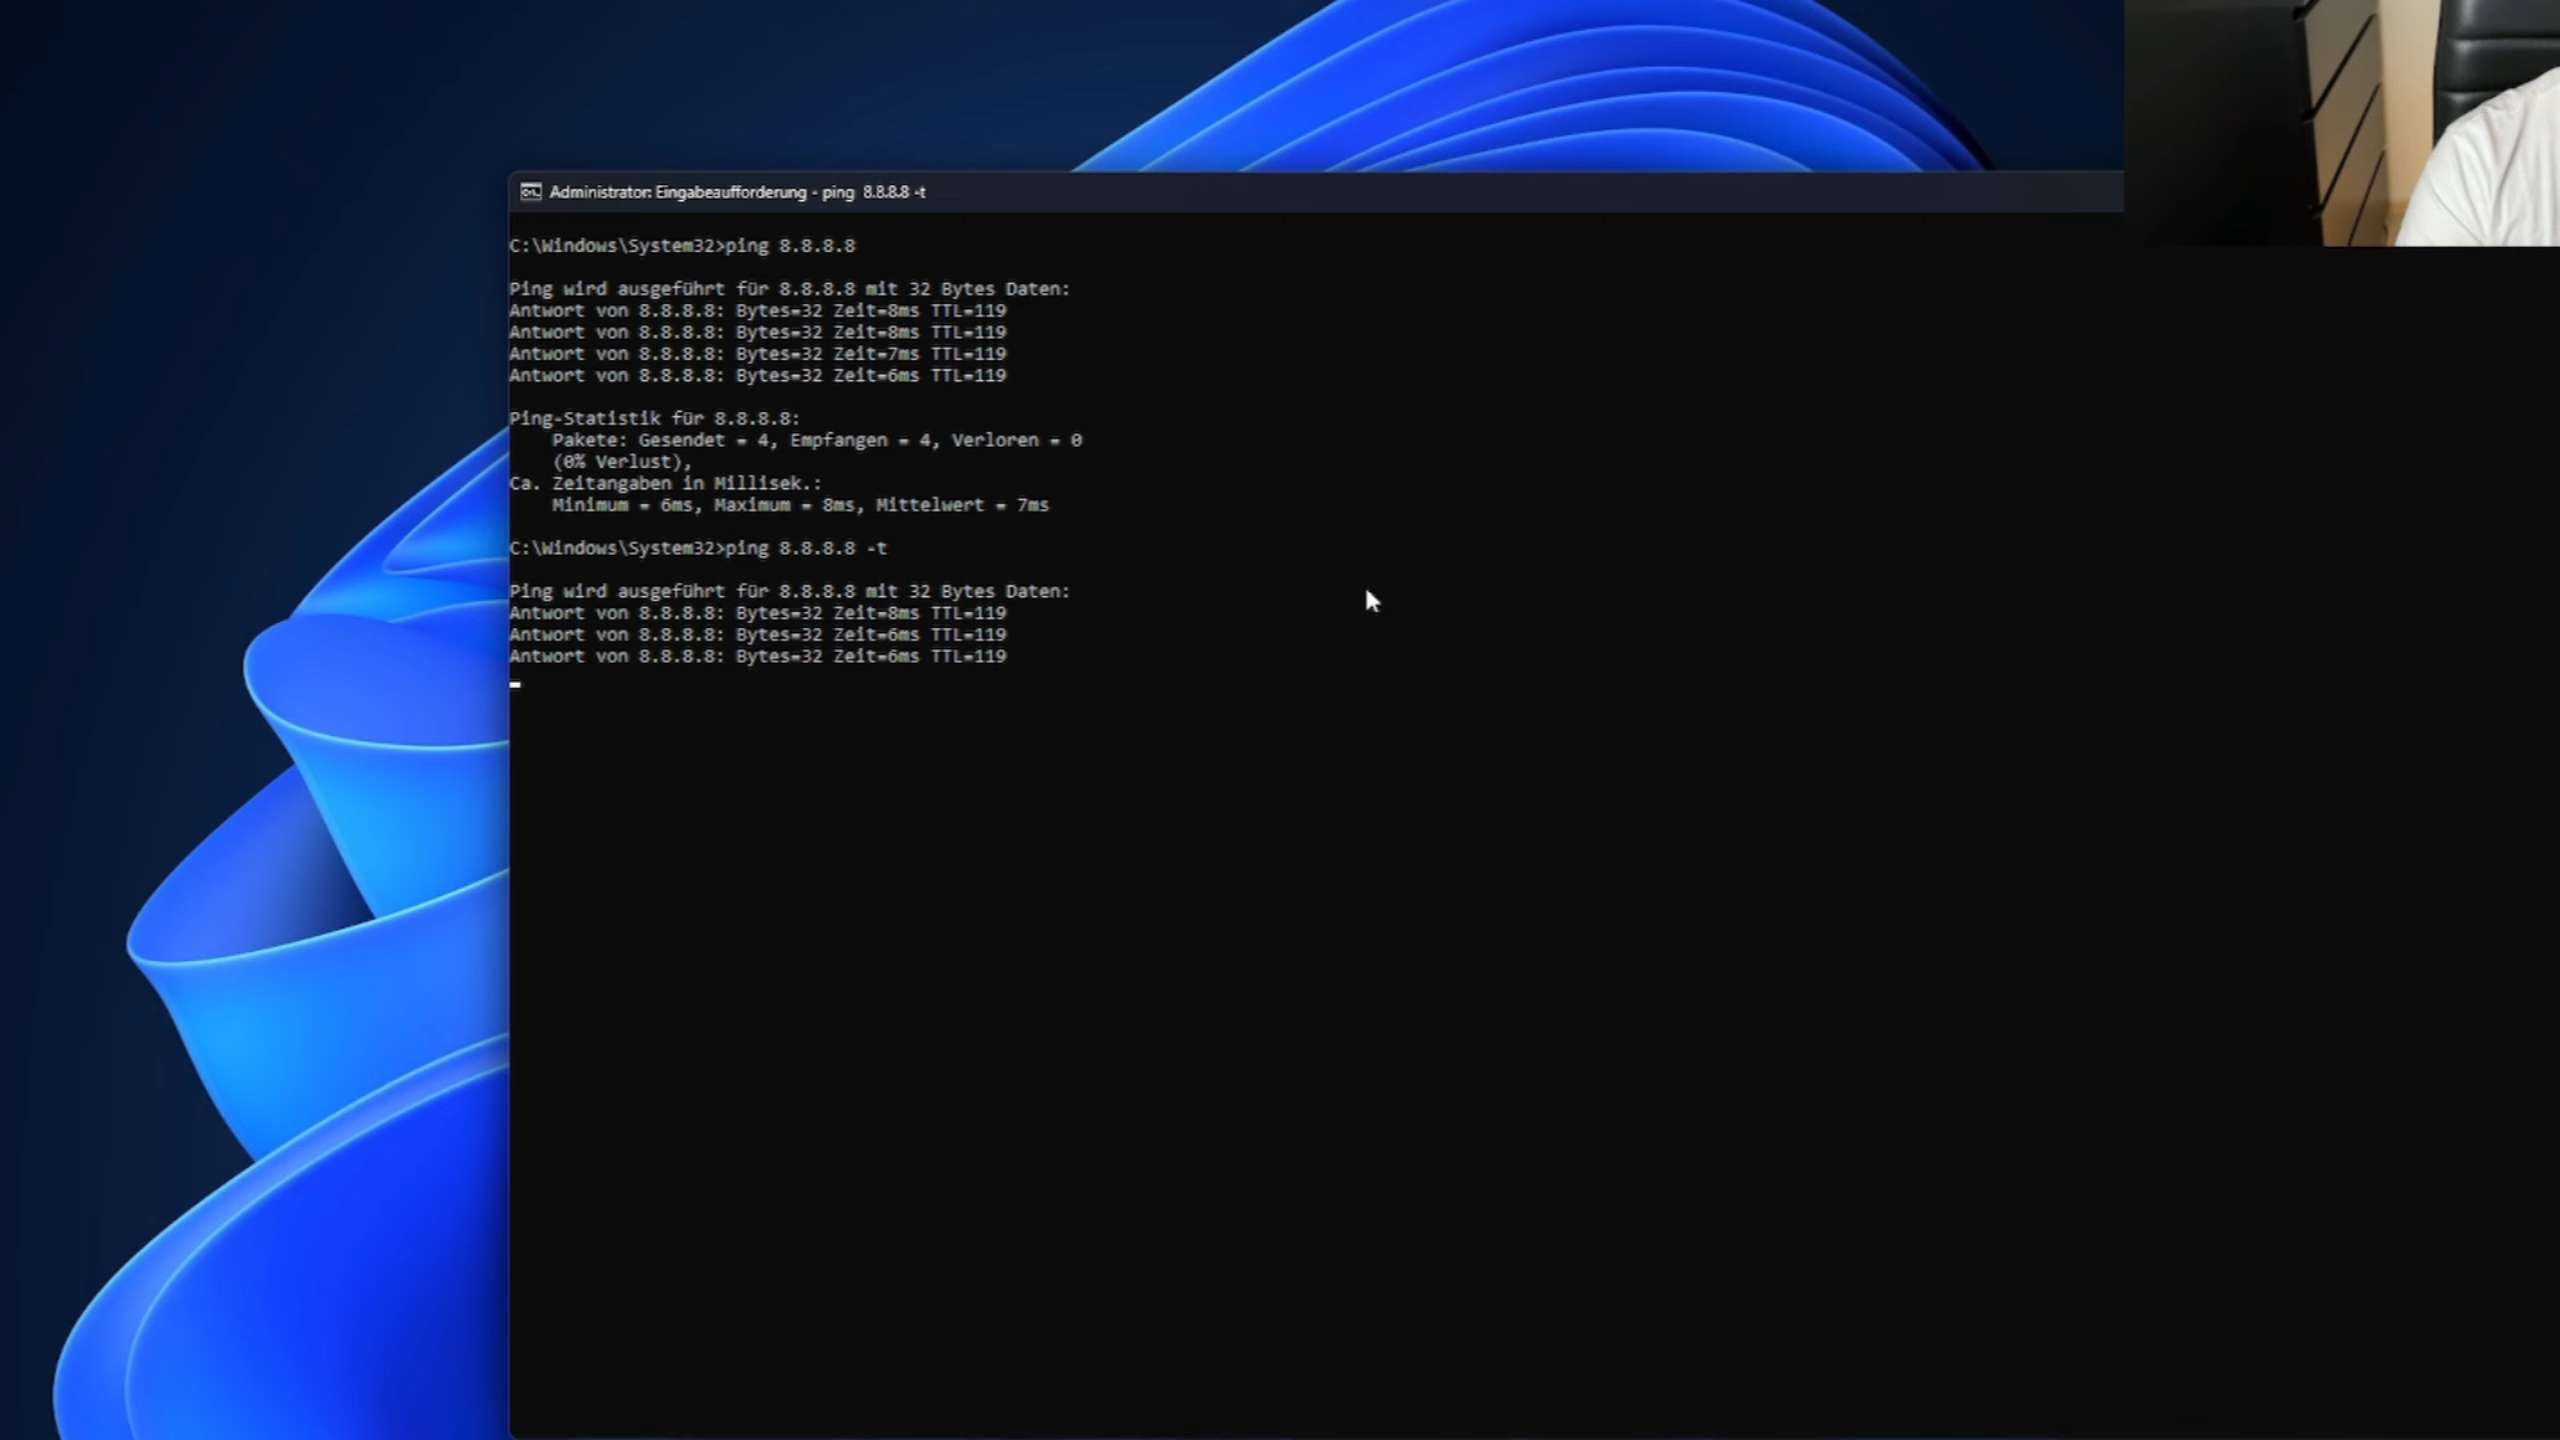 Administrator: Eingabeaufforderung - ping  8.8.8.8 -t
C:\Windows\System32>ping 8.8.8.8
Ping wird ausgeführt für 8.8.8.8 mit 32 Bytes Daten:
Antwort von 8.8.8.8: Bytes=32 Zeit=8ms TTL=119
Antwort von 8.8.8.8: Bytes=32 Zeit=8ms TTL=119
Antwort von 8.8.8.8: Bytes=32 Zeit=7ms TTL=119
Antwort von 8.8.8.8: Bytes=32 Zeit=6ms TTL=119
Ping-Statistik für 8.8.8.8:
    Pakete: Gesendet = 4, Empfangen = 4, Verloren = 0
    (0% Verlust),
Ca. Zeitangaben in Millisek.:
    Minimum = 6ms, Maximum = 8ms, Mittelwert = 7ms
C:\Windows\System32>ping 8.8.8.8 -t
Ping wird ausgeführt für 8.8.8.8 mit 32 Bytes Daten:
Antwort von 8.8.8.8: Bytes=32 Zeit=8ms TTL=119
Antwort von 8.8.8.8: Bytes=32 Zeit=6ms TTL=119
Antwort von 8.8.8.8: Bytes=32 Zeit=6ms TTL=119